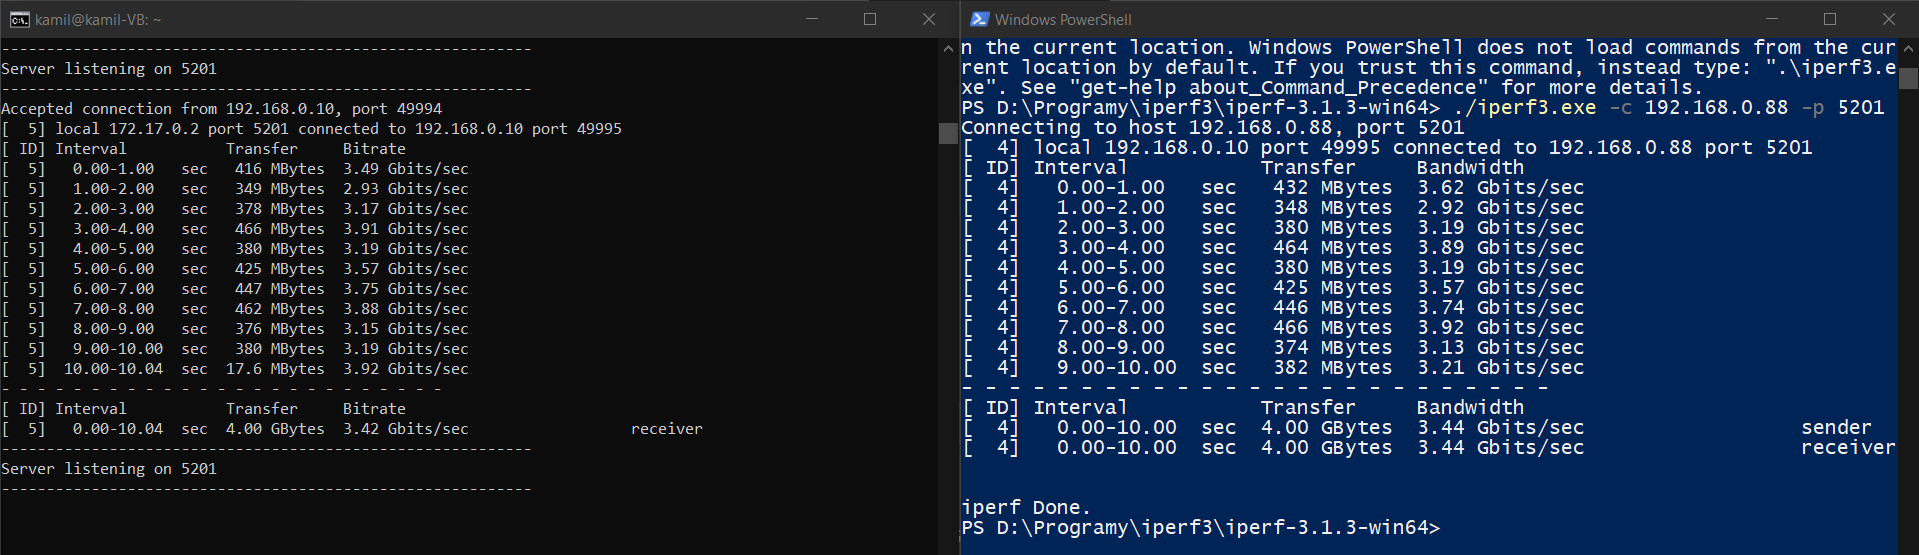 kamil@kamil-VB: ~
-----------------------------------------------------------
Server listening on 5201
-----------------------------------------------------------
Accepted connection from 192.168.0.10, port 49994
[  5] local 172.17.0.2 port 5201 connected to 192.168.0.10 port 49995
[ ID] Interval           Transfer     Bitrate
[  5]   0.00-1.00   sec   416 MBytes  3.49 Gbits/sec
[  5]   1.00-2.00   sec   349 MBytes  2.93 Gbits/sec
[  5]   2.00-3.00   sec   378 MBytes  3.17 Gbits/sec
[  5]   3.00-4.00   sec   466 MBytes  3.91 Gbits/sec
[  5]   4.00-5.00   sec   380 MBytes  3.19 Gbits/sec
[  5]   5.00-6.00   sec   425 MBytes  3.57 Gbits/sec
[  5]   6.00-7.00   sec   447 MBytes  3.75 Gbits/sec
[  5]   7.00-8.00   sec   462 MBytes  3.88 Gbits/sec
[  5]   8.00-9.00   sec   376 MBytes  3.15 Gbits/sec
[  5]   9.00-10.00  sec   380 MBytes  3.19 Gbits/sec
[  5]  10.00-10.04  sec  17.6 MBytes  3.92 Gbits/sec
- - - - - - - - - - - - - - - - - - - - - - - - -
[ ID] Interval           Transfer     Bitrate
[  5]   0.00-10.04  sec  4.00 GBytes  3.42 Gbits/sec                  receiver
-----------------------------------------------------------
Server listening on 5201
-----------------------------------------------------------
Windows PowerShell
n the current location. Windows PowerShell does not load commands from the cur
rent location by default. If you trust this command, instead type: ".\iperf3.e
xe". See "get-help about_Command_Precedence" for more details.
PS D:\Programy\iperf3\iperf-3.1.3-win64> ./iperf3.exe -c 192.168.0.88 -p 5201
Connecting to host 192.168.0.88, port 5201
[  4] local 192.168.0.10 port 49995 connected to 192.168.0.88 port 5201
[ ID] Interval           Transfer     Bandwidth
[  4]   0.00-1.00   sec   432 MBytes  3.62 Gbits/sec
[  4]   1.00-2.00   sec   348 MBytes  2.92 Gbits/sec
[  4]   2.00-3.00   sec   380 MBytes  3.19 Gbits/sec
[  4]   3.00-4.00   sec   464 MBytes  3.89 Gbits/sec
[  4]   4.00-5.00   sec   380 MBytes  3.19 Gbits/sec
[  4]   5.00-6.00   sec   425 MBytes  3.57 Gbits/sec
[  4]   6.00-7.00   sec   446 MBytes  3.74 Gbits/sec
[  4]   7.00-8.00   sec   466 MBytes  3.92 Gbits/sec
[  4]   8.00-9.00   sec   374 MBytes  3.13 Gbits/sec
[  4]   9.00-10.00  sec   382 MBytes  3.21 Gbits/sec
- - - - - - - - - - - - - - - - - - - - - - - - -
[ ID] Interval           Transfer     Bandwidth
[  4]   0.00-10.00  sec  4.00 GBytes  3.44 Gbits/sec                  sender
[  4]   0.00-10.00  sec  4.00 GBytes  3.44 Gbits/sec                  receiver
iperf Done.
PS D:\Programy\iperf3\iperf-3.1.3-win64>